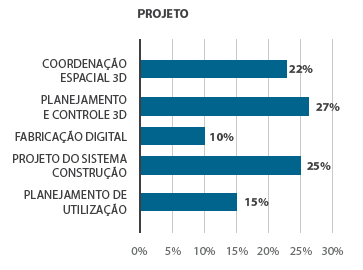 PROJETO
COORDENAÇÃO
ESPACIAL 3D
22%
PLANEJAMENTO
E CONTROLE 3D
27%
FABRICAÇÃO DIGITAL
10%
PROJETO DO SISTEMA
CONSTRUÇÃO
25%
PLANEJAMENTO DE
UTILIZAÇÃO
15%
0% 5% 10% 15% 20% 25% 30%